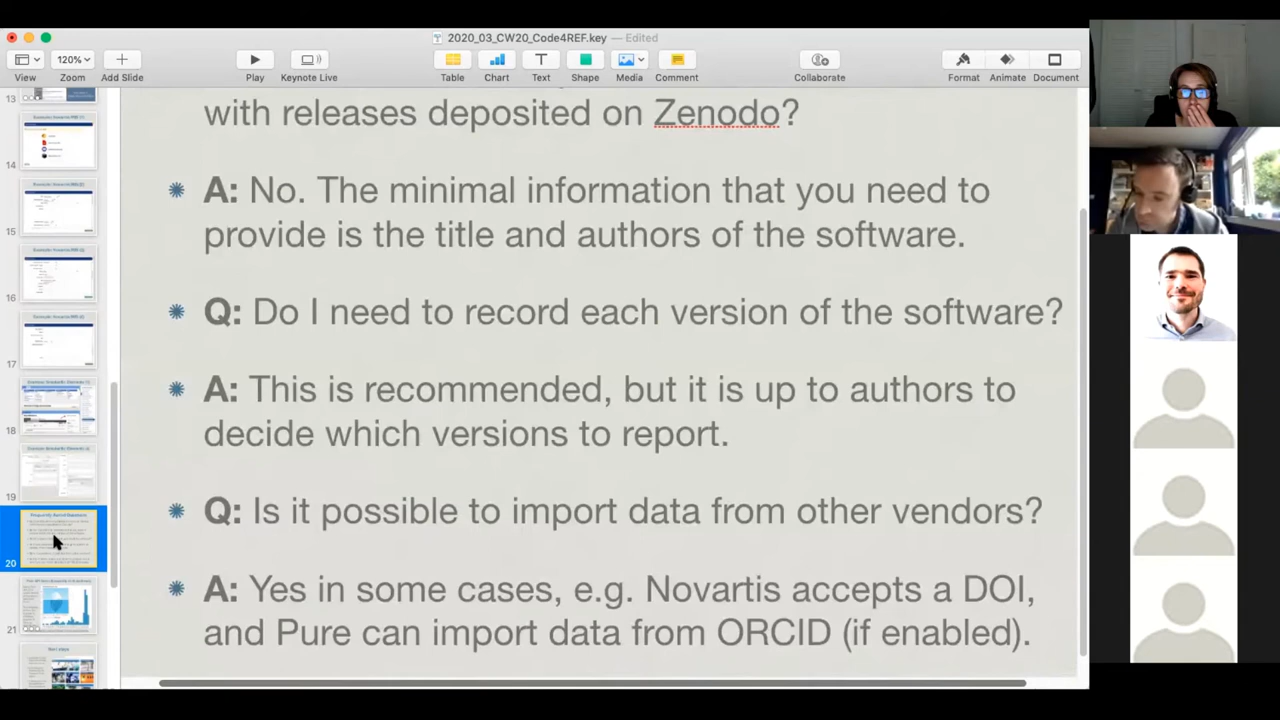 2020_03_CW20_Code4REF.key — Edited
120%
View
Zoom
Add Slide
Play
Keynote Live
Table
Chart
Text
Shape
Media
Comment
Collaborate
Format
Animate
Document
with releases deposited on Zenodo?
A: No. The minimal information that you need to
provide is the title and authors of the software.
Q: Do I need to record each version of the software?
A: This is recommended, but it is up to authors to
decide which versions to report.
Q: Is it possible to import data from other vendors?
A: Yes in some cases, e.g. Novartis accepts a DOI,
and Pure can import data from ORCID (if enabled).
13
14
15
16
17
18
19
20
21
Next steps